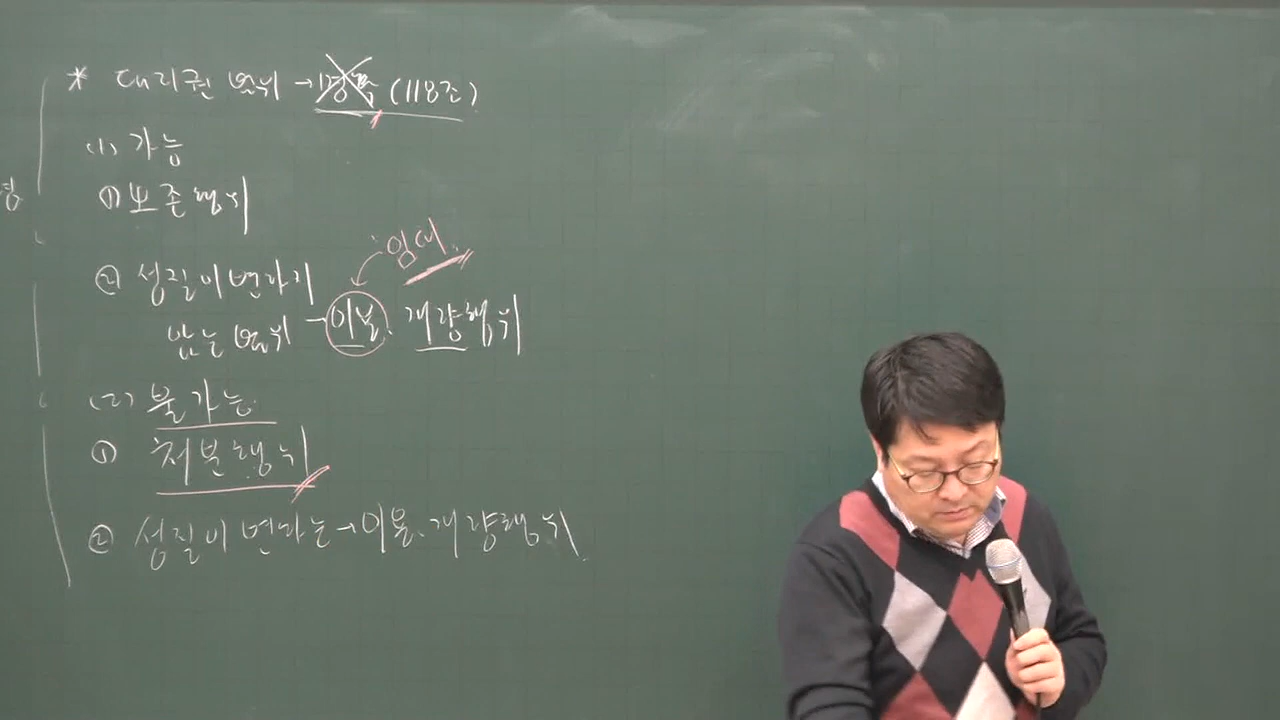 * 대리권 범위 → 명확 (118조)
(1) 가능
① 보존행위
② 성질이 변하지
않는 범위 → 이용. 개량행위
임대.
(2) 불가능.
① 처분행위
② 성질이 변하는 → 이용. 개량행위.